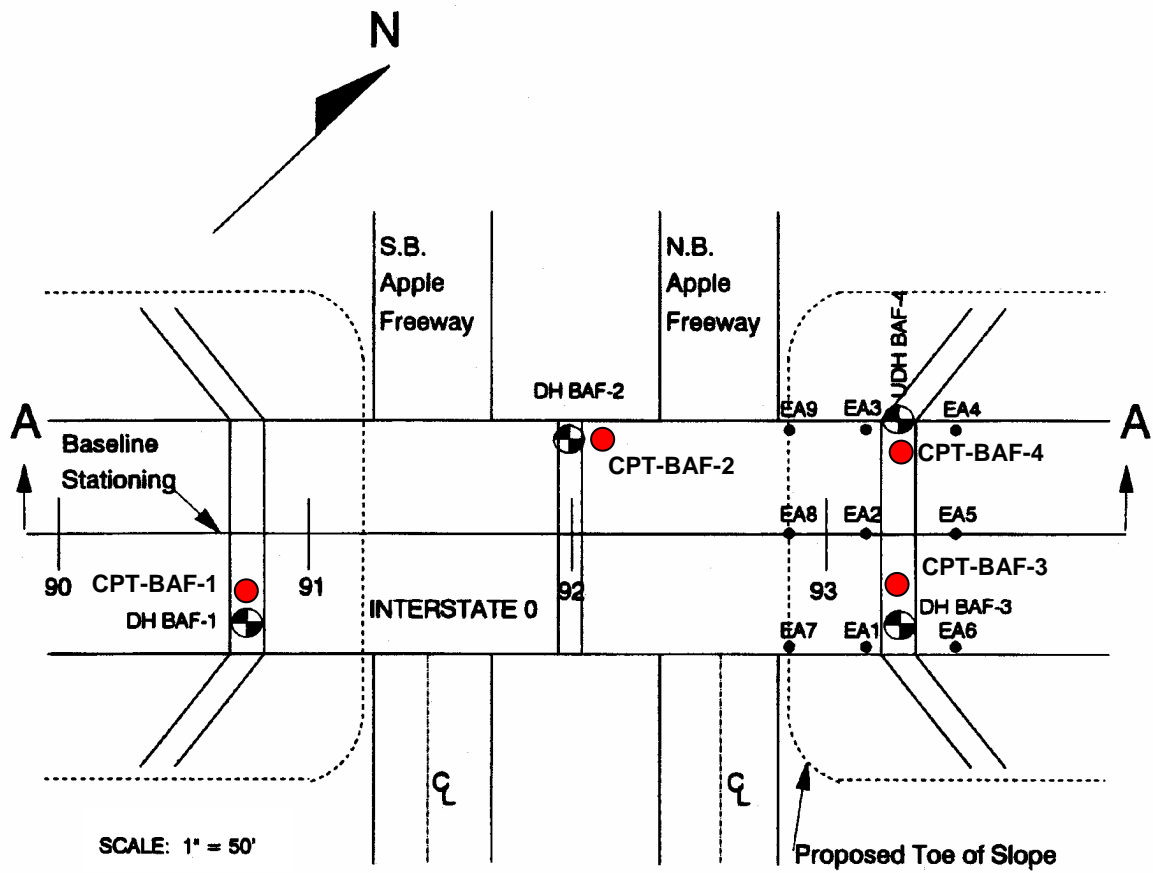 N
S.B.
Apple
Freeway
N.B.
Apple
Freeway
UDH BAF-4
DH BAF-2
EA9
EA3
EA4
A
A
Baseline
Stationing
CPT-BAF-2
CPT-BAF-4
EA8
EA2
EA5
90
CPT-BAF-1
91
92
93
CPT-BAF-3
DH BAF-1
INTERSTATE 0
DH BAF-3
EA7
EA1
EA6
CL
CL
SCALE: 1" = 50'
Proposed Toe of Slope